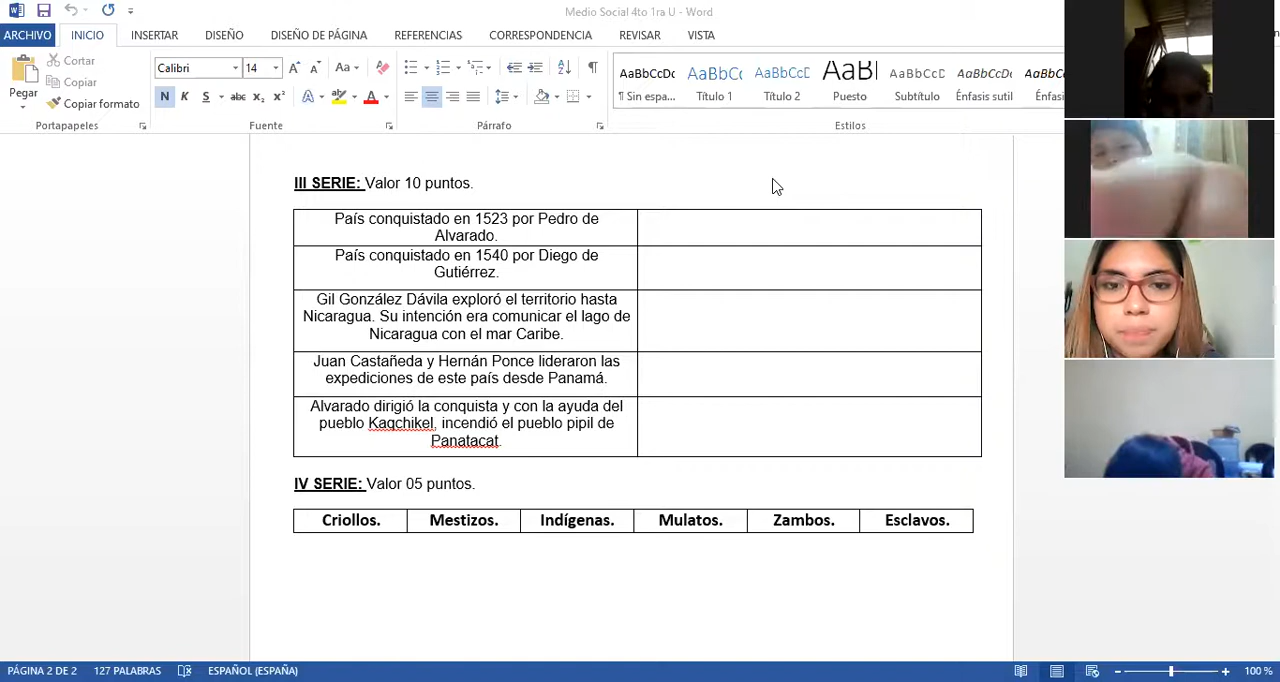 Medio Social 4to 1ra U - Word
ARCHIVO INICIO INSERTAR DISEÑO DISEÑO DE PÁGINA REFERENCIAS CORRESPONDENCIA REVISAR VISTA
Pegar
Cortar
Copiar
Copiar formato
Portapapeles
Calibri 14 Aa
N K S abc x₂ x² A A
Fuente
Párrafo
AaBbCcDc AaBbCc AaBbCcD AaB AaBbCcD AaBbCcD AaBbCc
¶ Sin espa... Título 1 Título 2 Puesto Subtítulo Énfasis sutil Énfa
Estilos
III SERIE: Valor 10 puntos.
País conquistado en 1523 por Pedro de
Alvarado.
País conquistado en 1540 por Diego de
Gutiérrez.
Gil González Dávila exploró el territorio hasta
Nicaragua. Su intención era comunicar el lago de
Nicaragua con el mar Caribe.
Juan Castañeda y Hernán Ponce lideraron las
expediciones de este país desde Panamá.
Alvarado dirigió la conquista y con la ayuda del
pueblo Kaqchikel, incendió el pueblo pipil de
Panatacat.
IV SERIE: Valor 05 puntos.
Criollos. Mestizos. Indígenas. Mulatos. Zambos. Esclavos.
PÁGINA 2 DE 2 127 PALABRAS ESPAÑOL (ESPAÑA) 100 %